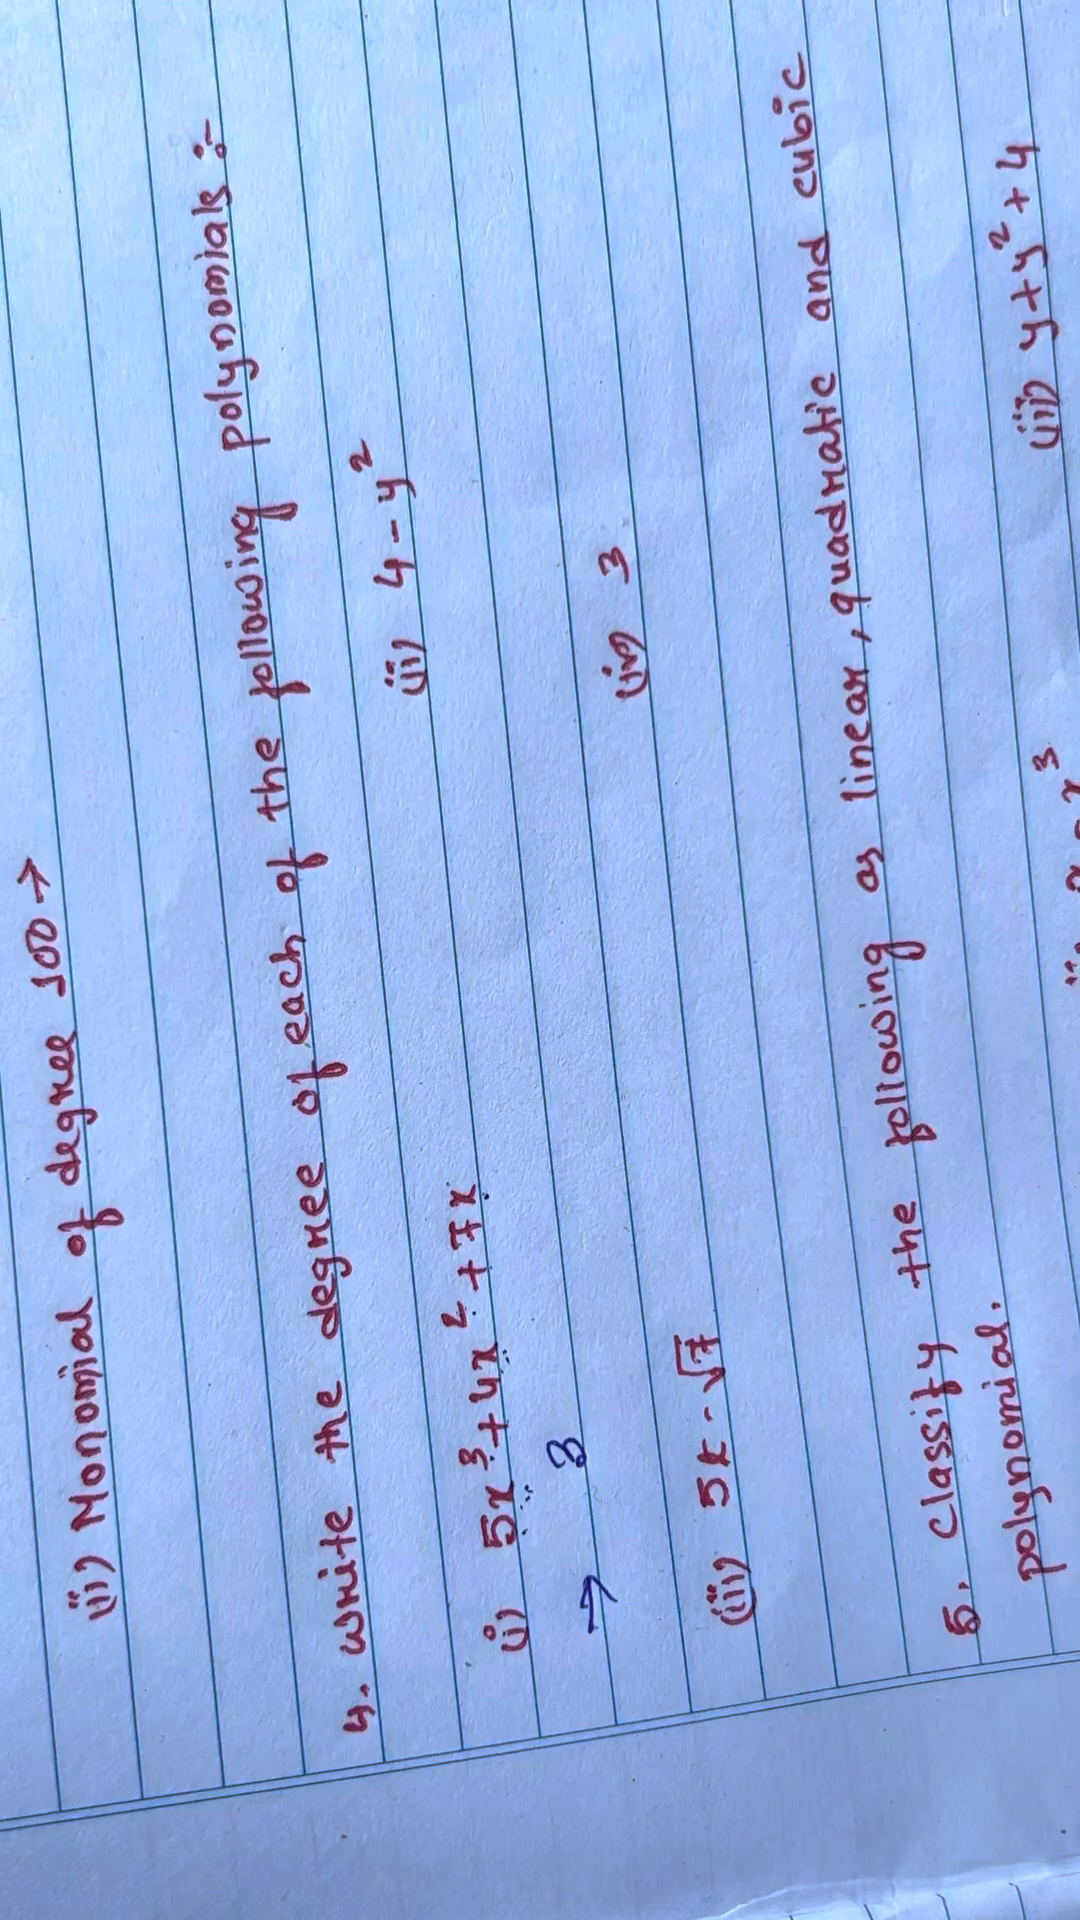 (ii) Monomial of degree 100 →
4. write the degree of each of the following polynomials :-
(i) 5x³ + 4x² + 7x (ii) 4 - y²
→ 3
(iii) 5t - √7 (iv) 3
5. classify the following as linear, quadratic and cubic
polynomial.
(iii) y + y² + 4
x³